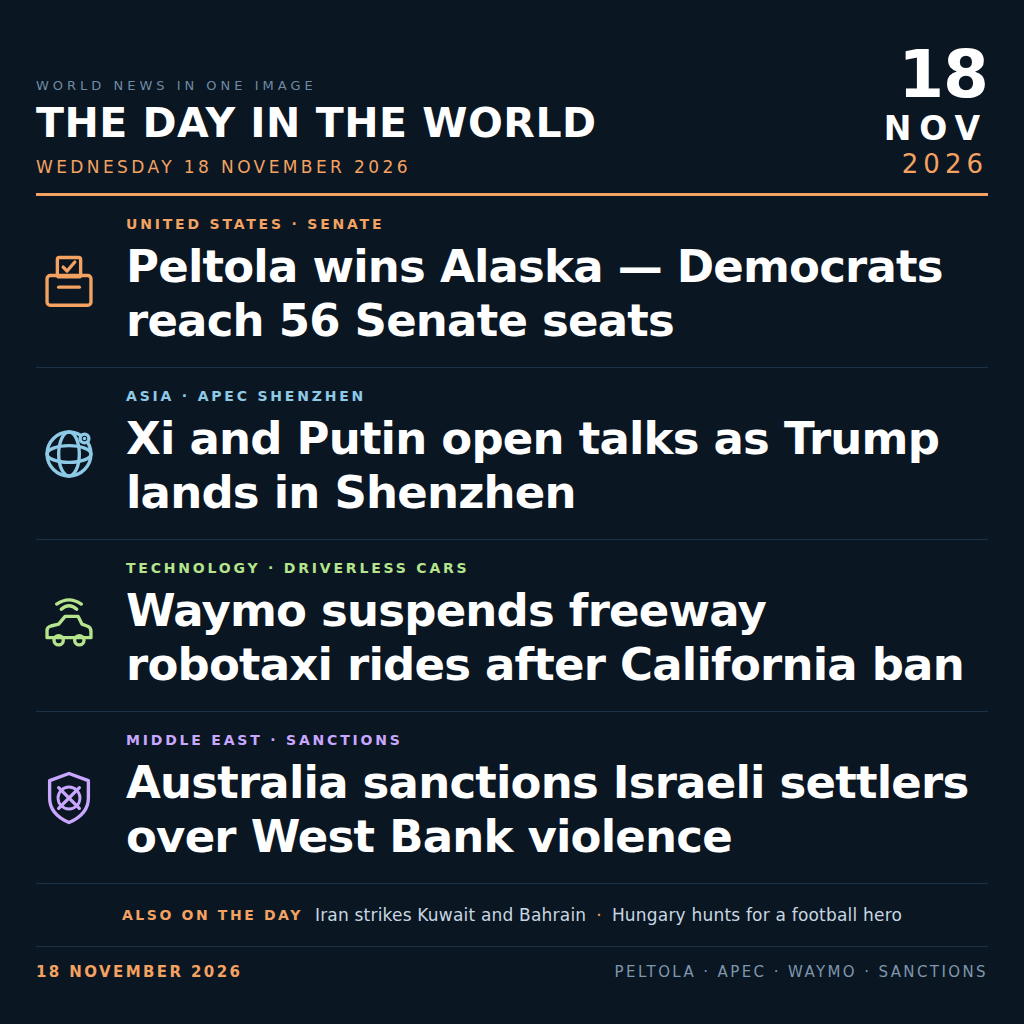 WORLD NEWS IN ONE IMAGE
THE DAY IN THE WORLD
WEDNESDAY 18 NOVEMBER 2026
18
NOV
2026
UNITED STATES · SENATE
Peltola wins Alaska — Democrats
reach 56 Senate seats
ASIA · APEC SHENZHEN
Xi and Putin open talks as Trump
lands in Shenzhen
TECHNOLOGY · DRIVERLESS CARS
Waymo suspends freeway
robotaxi rides after California ban
MIDDLE EAST · SANCTIONS
Australia sanctions Israeli settlers
over West Bank violence
ALSO ON THE DAY Iran strikes Kuwait and Bahrain · Hungary hunts for a football hero
18 NOVEMBER 2026
PELTOLA · APEC · WAYMO · SANCTIONS